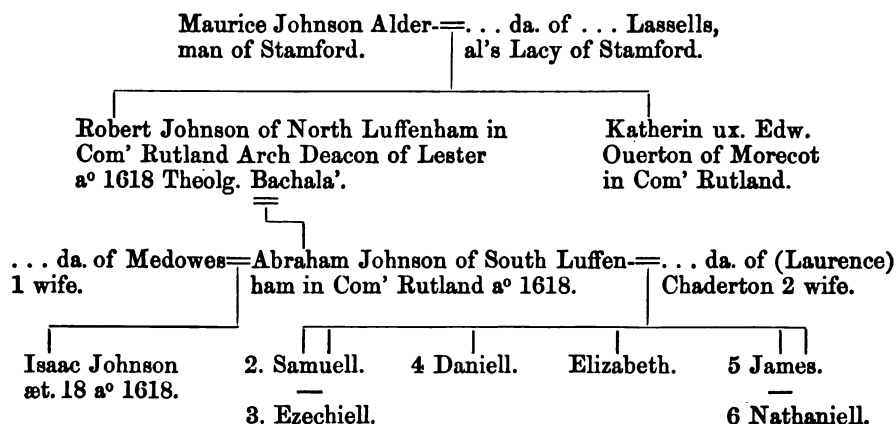 Maurice Johnson Alder-=. . . da. of . . . Lassells,
man of Stamford. al's Lacy of Stamford.
Robert Johnson of North Luffenham in
Com' Rutland Arch Deacon of Lester
aº 1618 Theolg. Bachala'.
Katherin ux. Edw.
Ouerton of Morecot
in Com' Rutland.
. . . da. of Medowes=Abraham Johnson of South Luffen-=. . . da. of (Laurence)
1 wife. ham in Com' Rutland aº 1618. Chaderton 2 wife.
Isaac Johnson
æt. 18 aº 1618.
2. Samuell. 4 Daniell. Elizabeth. 5 James.
3. Ezechiell. 6 Nathaniell.